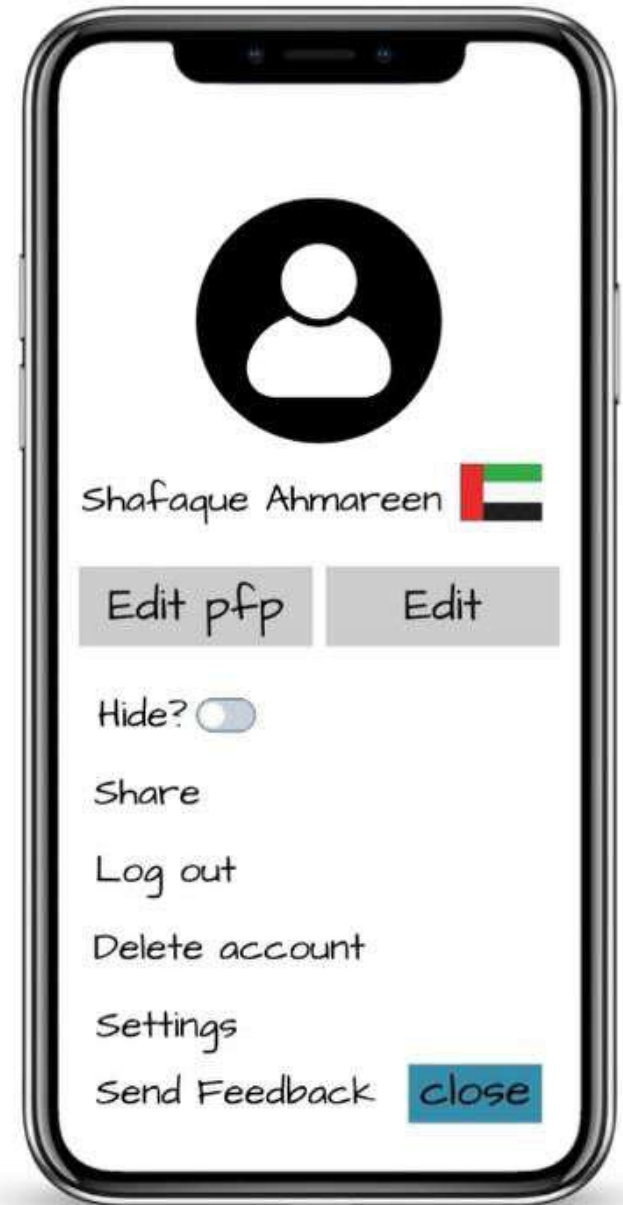 Shafaque Ahmareen
Edit pfp
Edit
Hide?
Share
Log out
Delete account
Settings
Send Feedback
close